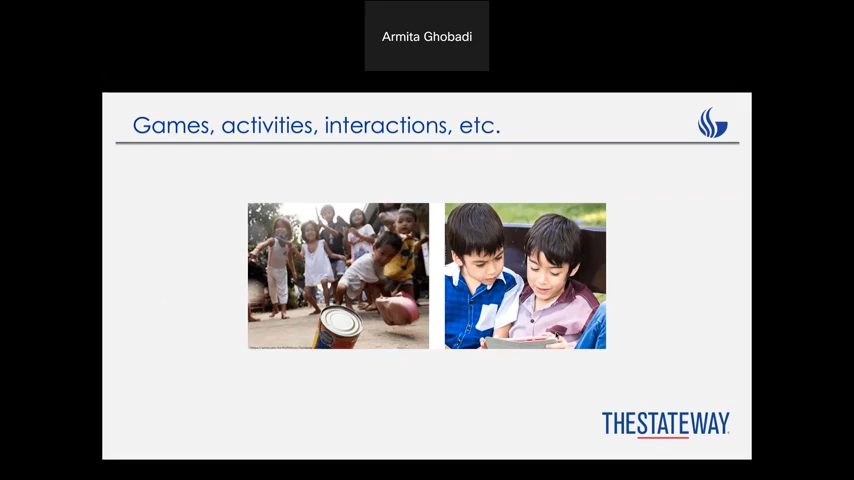 Armita Ghobadi
Games, activities, interactions, etc.
THESTATEWAY.